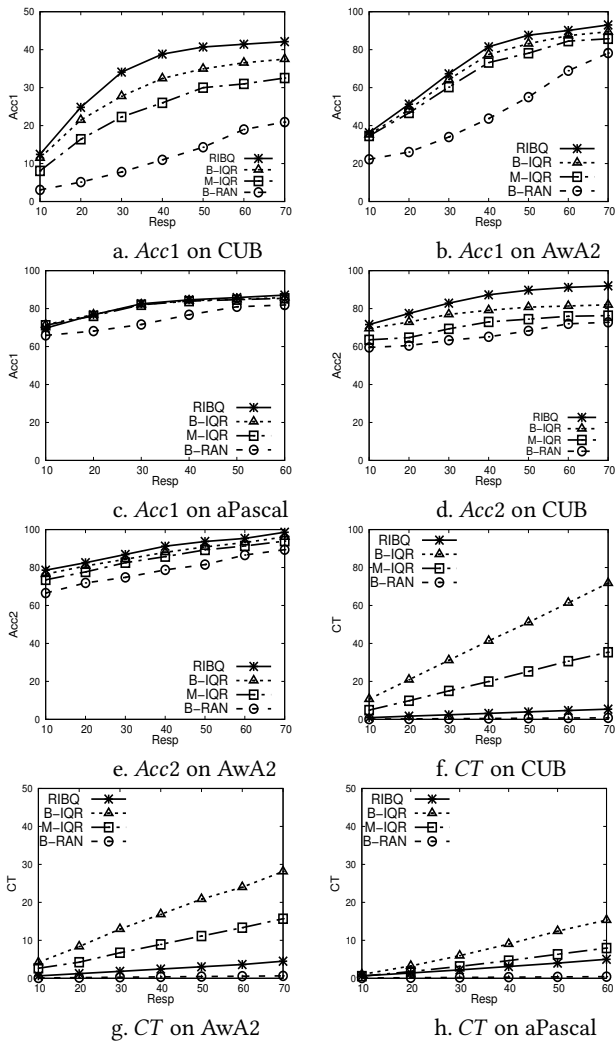 50
40
30
20
10
0
Acc1
RIBQ
B-IQR
M-IQR
B-RAN
10 20 30 40 50 60 70
Resp
a. Acc1 on CUB
100
80
60
40
20
0
Acc1
RIBQ
B-IQR
M-IQR
B-RAN
10 20 30 40 50 60 70
Resp
b. Acc1 on AwA2
100
80
60
40
20
0
Acc1
RIBQ
B-IQR
M-IQR
B-RAN
10 20 30 40 50 60
Resp
c. Acc1 on aPascal
100
80
60
40
20
0
Acc2
RIBQ
B-IQR
M-IQR
B-RAN
10 20 30 40 50 60 70
Resp
d. Acc2 on CUB
100
80
60
40
20
0
Acc2
RIBQ
B-IQR
M-IQR
B-RAN
10 20 30 40 50 60 70
Resp
e. Acc2 on AwA2
100
80
60
40
20
0
CT
RIBQ
B-IQR
M-IQR
B-RAN
10 20 30 40 50 60 70
Resp
f. CT on CUB
50
40
30
20
10
0
CT
RIBQ
B-IQR
M-IQR
B-RAN
10 20 30 40 50 60 70
Resp
g. CT on AwA2
50
40
30
20
10
0
CT
RIBQ
B-IQR
M-IQR
B-RAN
10 20 30 40 50 60
Resp
h. CT on aPascal